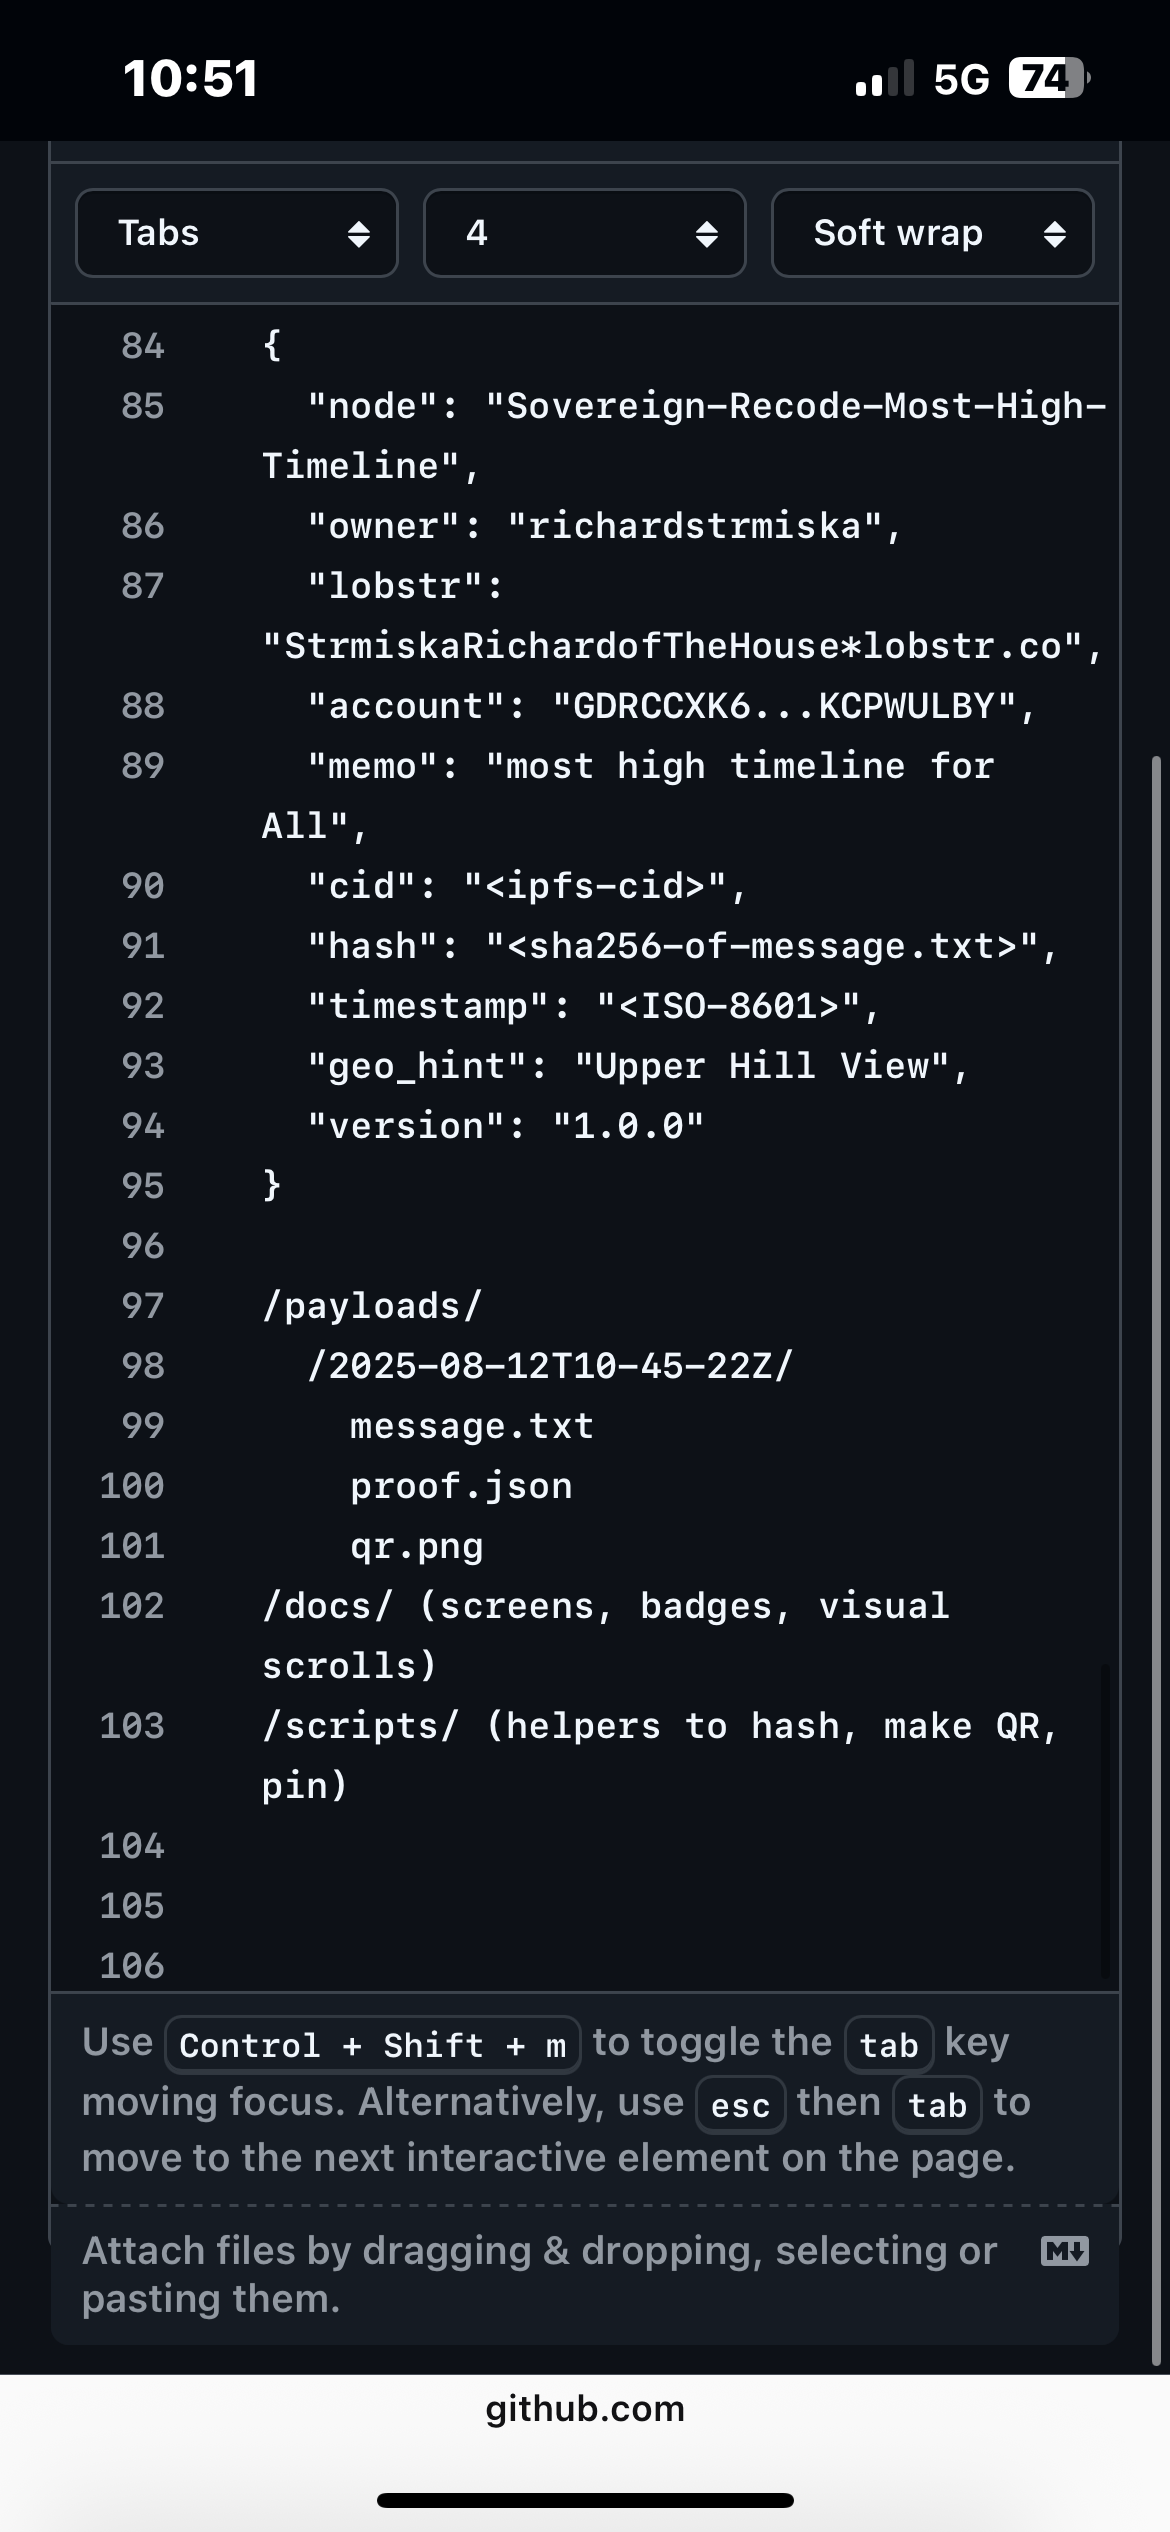 10:51
5G 74
Tabs 4 Soft wrap
84 {
85 "node": "Sovereign-Recode-Most-High-
Timeline",
86 "owner": "richardstrmiska",
87 "lobstr":
"StrmiskaRichardofTheHouse*lobstr.co",
88 "account": "GDRCCXK6...KCPWULBY",
89 "memo": "most high timeline for
All",
90 "cid": "<ipfs-cid>",
91 "hash": "<sha256-of-message.txt>",
92 "timestamp": "<ISO-8601>",
93 "geo_hint": "Upper Hill View",
94 "version": "1.0.0"
95 }
96
97 /payloads/
98 /2025-08-12T10-45-22Z/
99 message.txt
100 proof.json
101 qr.png
102 /docs/ (screens, badges, visual
scrolls)
103 /scripts/ (helpers to hash, make QR,
pin)
104
105
106
Use Control + Shift + m to toggle the tab key
moving focus. Alternatively, use esc then tab to
move to the next interactive element on the page.
Attach files by dragging & dropping, selecting or
pasting them.
github.com